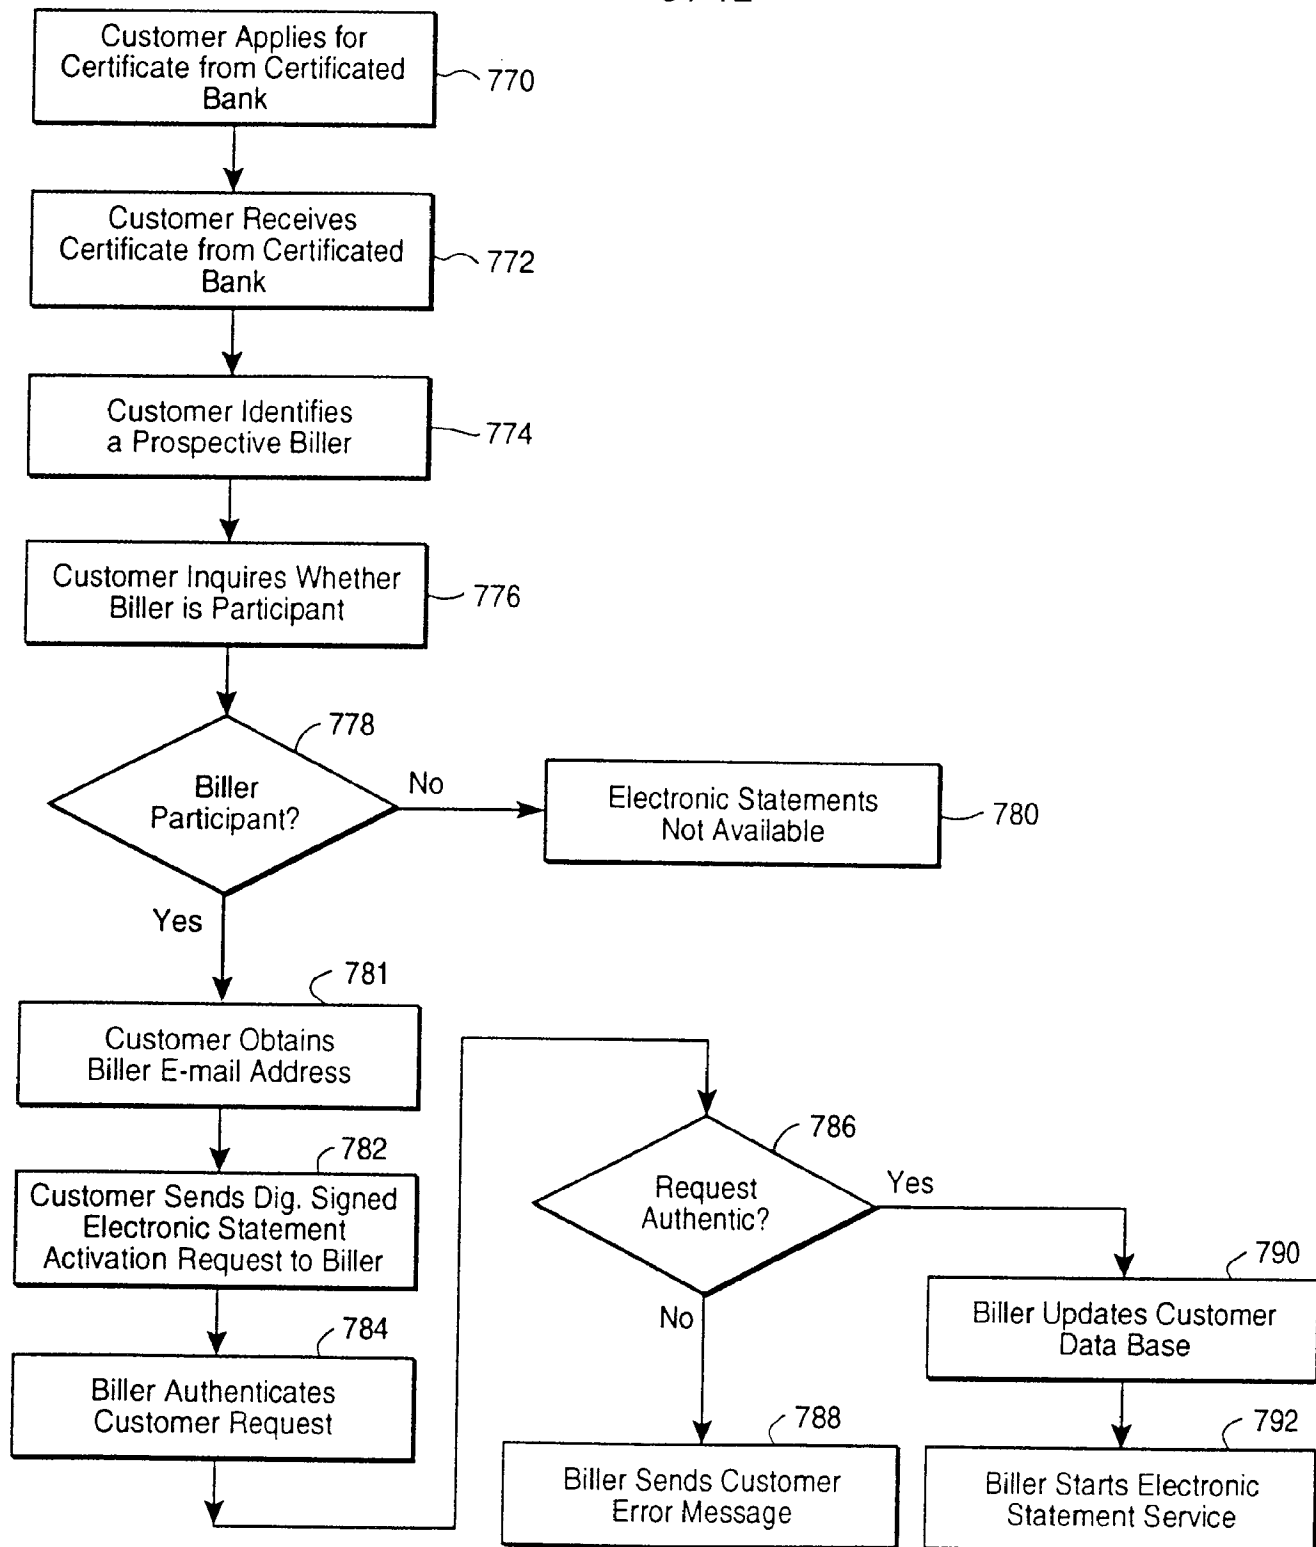 Customer Applies for
Certificate from Certificated
Bank
770
Customer Receives
Certificate from Certificated
Bank
772
Customer Identifies
a Prospective Biller
774
Customer Inquires Whether
Biller is Participant
776
778
Biller
Participant?
No
Electronic Statements
Not Available
780
Yes
781
Customer Obtains
Biller E-mail Address
782
Customer Sends Dig. Signed
Electronic Statement
Activation Request to Biller
784
Biller Authenticates
Customer Request
786
Request
Authentic?
Yes
No
790
Biller Updates Customer
Data Base
788
Biller Sends Customer
Error Message
792
Biller Starts Electronic
Statement Service